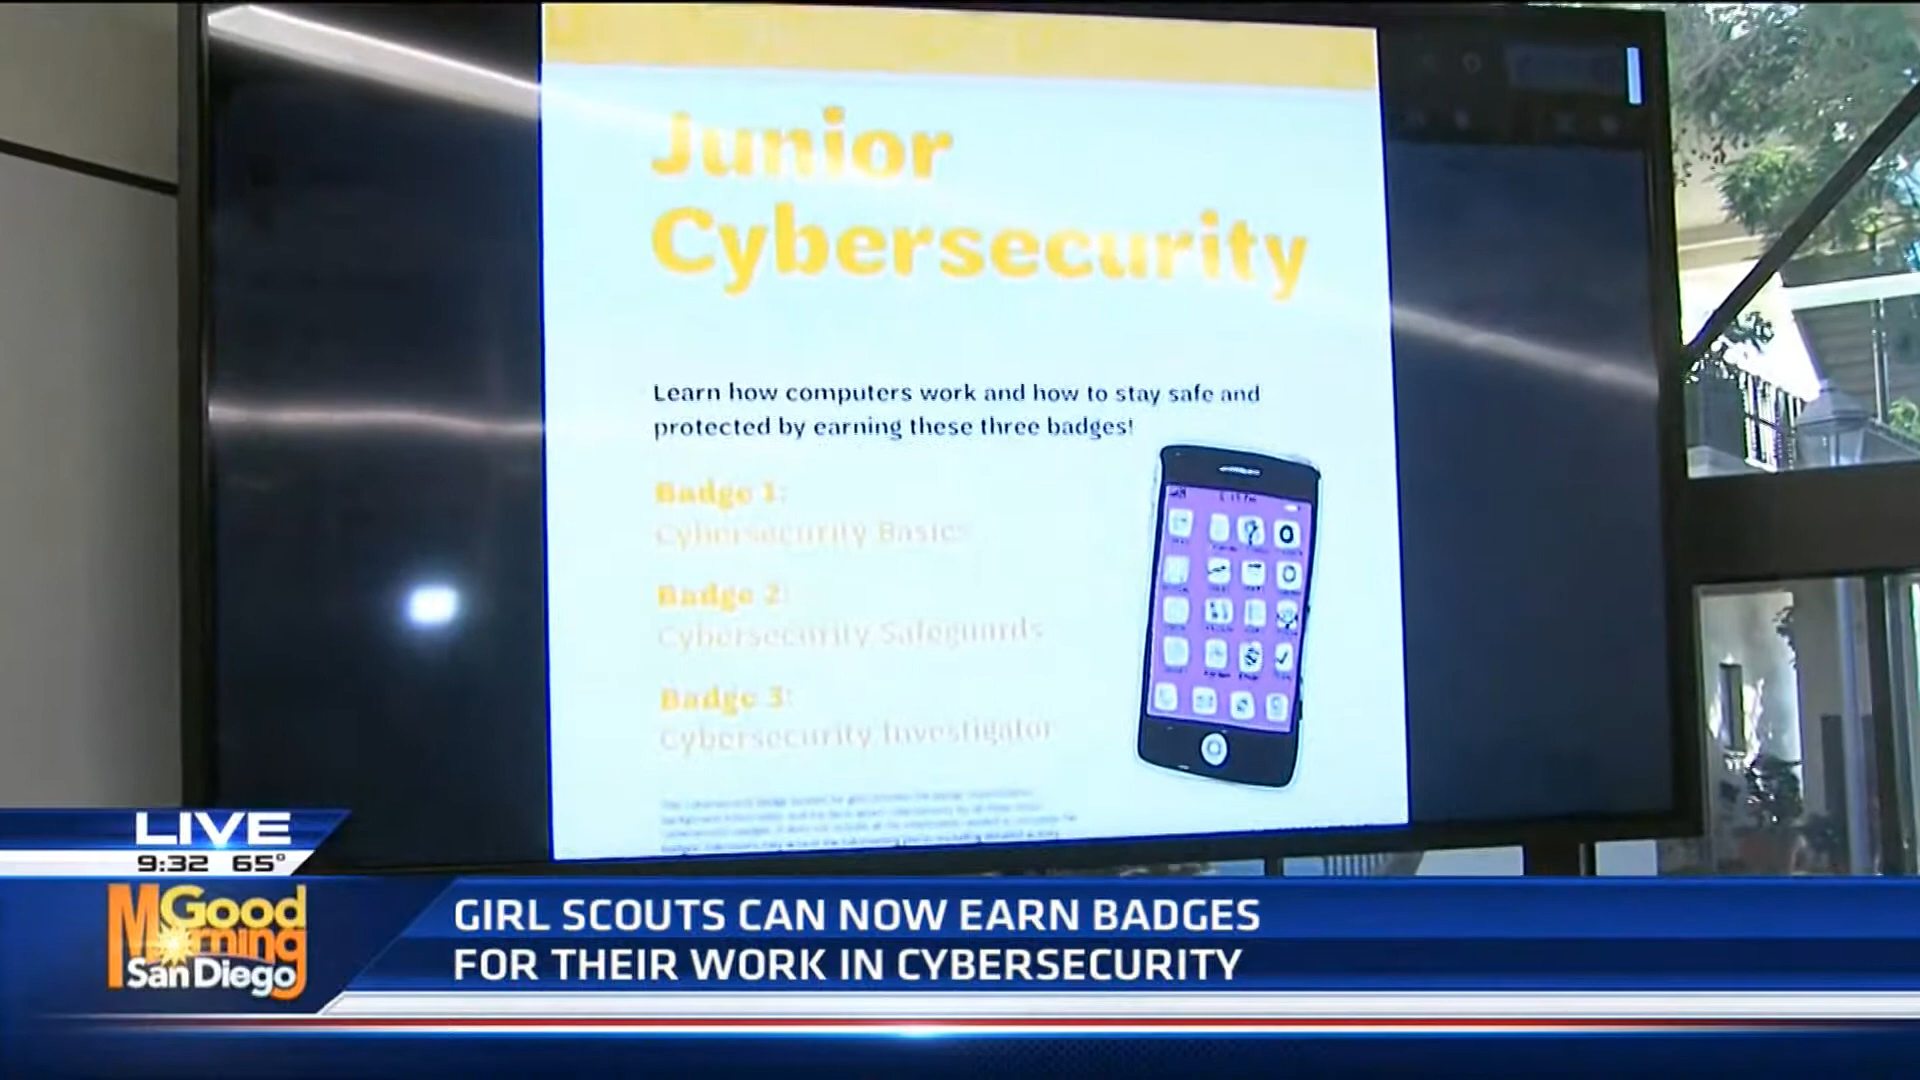 Junior
Cybersecurity
Learn how computers work and how to stay safe and
protected by earning these three badges!
Badge 1:
Cybersecurity Basics
Badge 2:
Cybersecurity Safeguards
Badge 3:
Cybersecurity Investigator
LIVE
9:32 65°
Good
Morning
San Diego
GIRL SCOUTS CAN NOW EARN BADGES
FOR THEIR WORK IN CYBERSECURITY